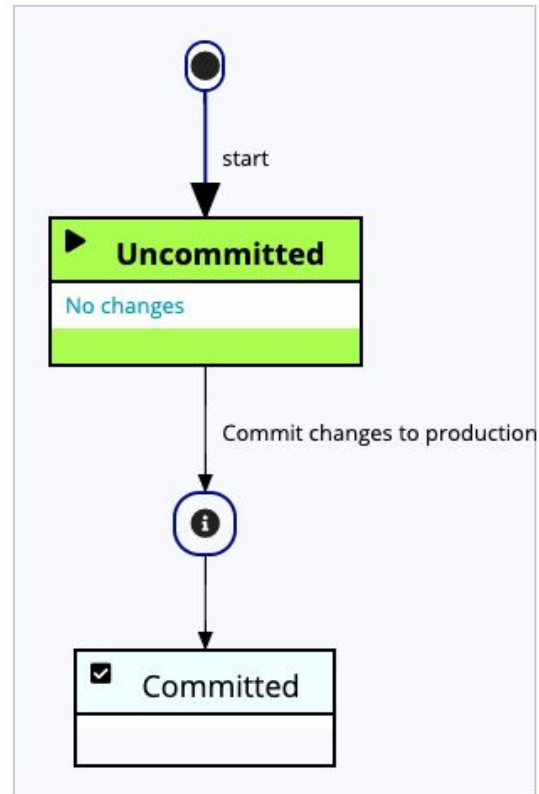 start
Uncommitted
No changes
Commit changes to production
Committed